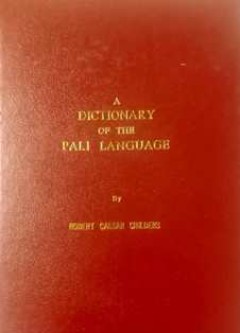 A
DICTIONARY
OF THE
PALI LANGUAGE
By
ROBERT CAESAR CHILDERS